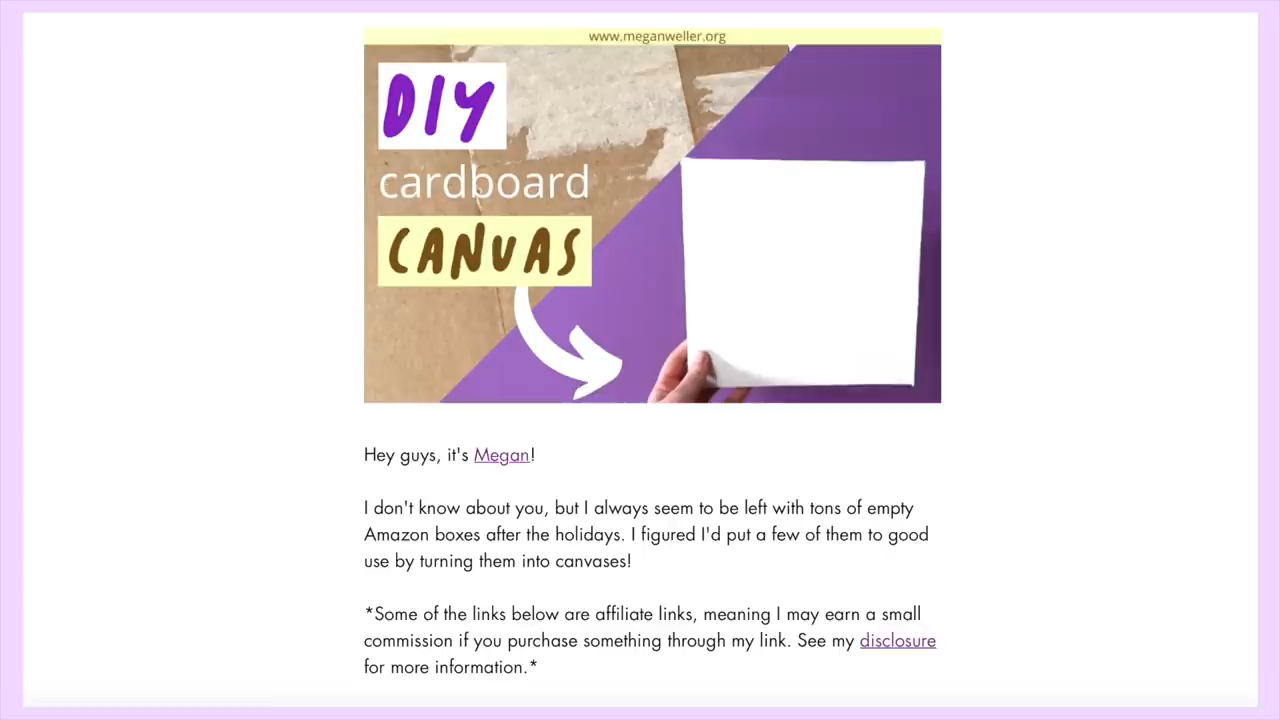 www.meganweller.org
DIY
cardboard
CANVAS
Hey guys, it's Megan!
I don't know about you, but I always seem to be left with tons of empty
Amazon boxes after the holidays. I figured I'd put a few of them to good
use by turning them into canvases!
*Some of the links below are affiliate links, meaning I may earn a small
commission if you purchase something through my link. See my disclosure
for more information.*